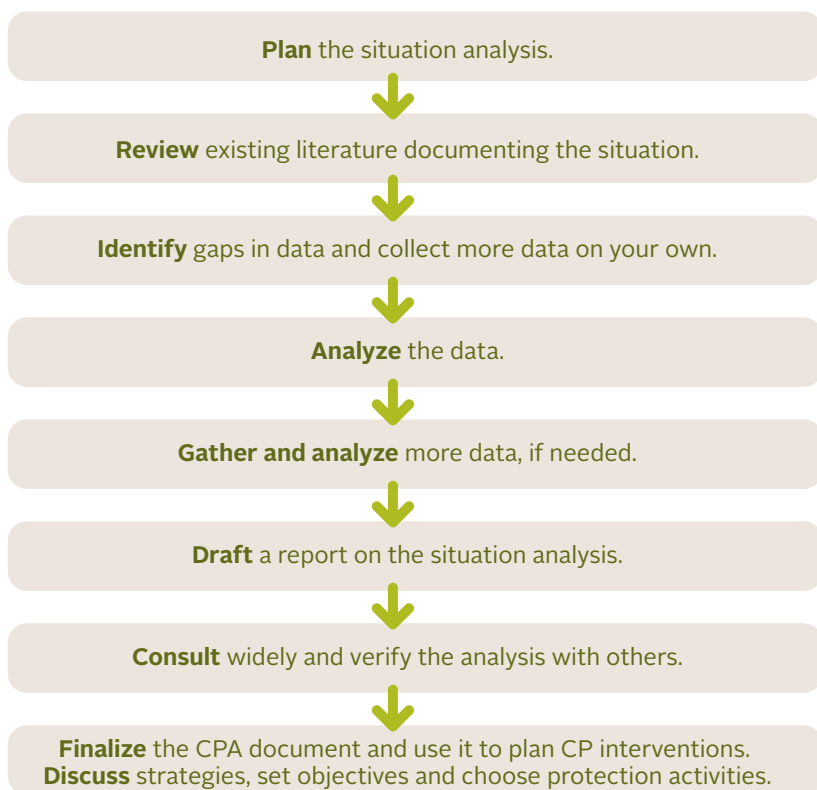 Plan the situation analysis.
Review existing literature documenting the situation.
Identify gaps in data and collect more data on your own.
Analyze the data.
Gather and analyze more data, if needed.
Draft a report on the situation analysis.
Consult widely and verify the analysis with others.
Finalize the CPA document and use it to plan CP interventions.
Discuss strategies, set objectives and choose protection activities.